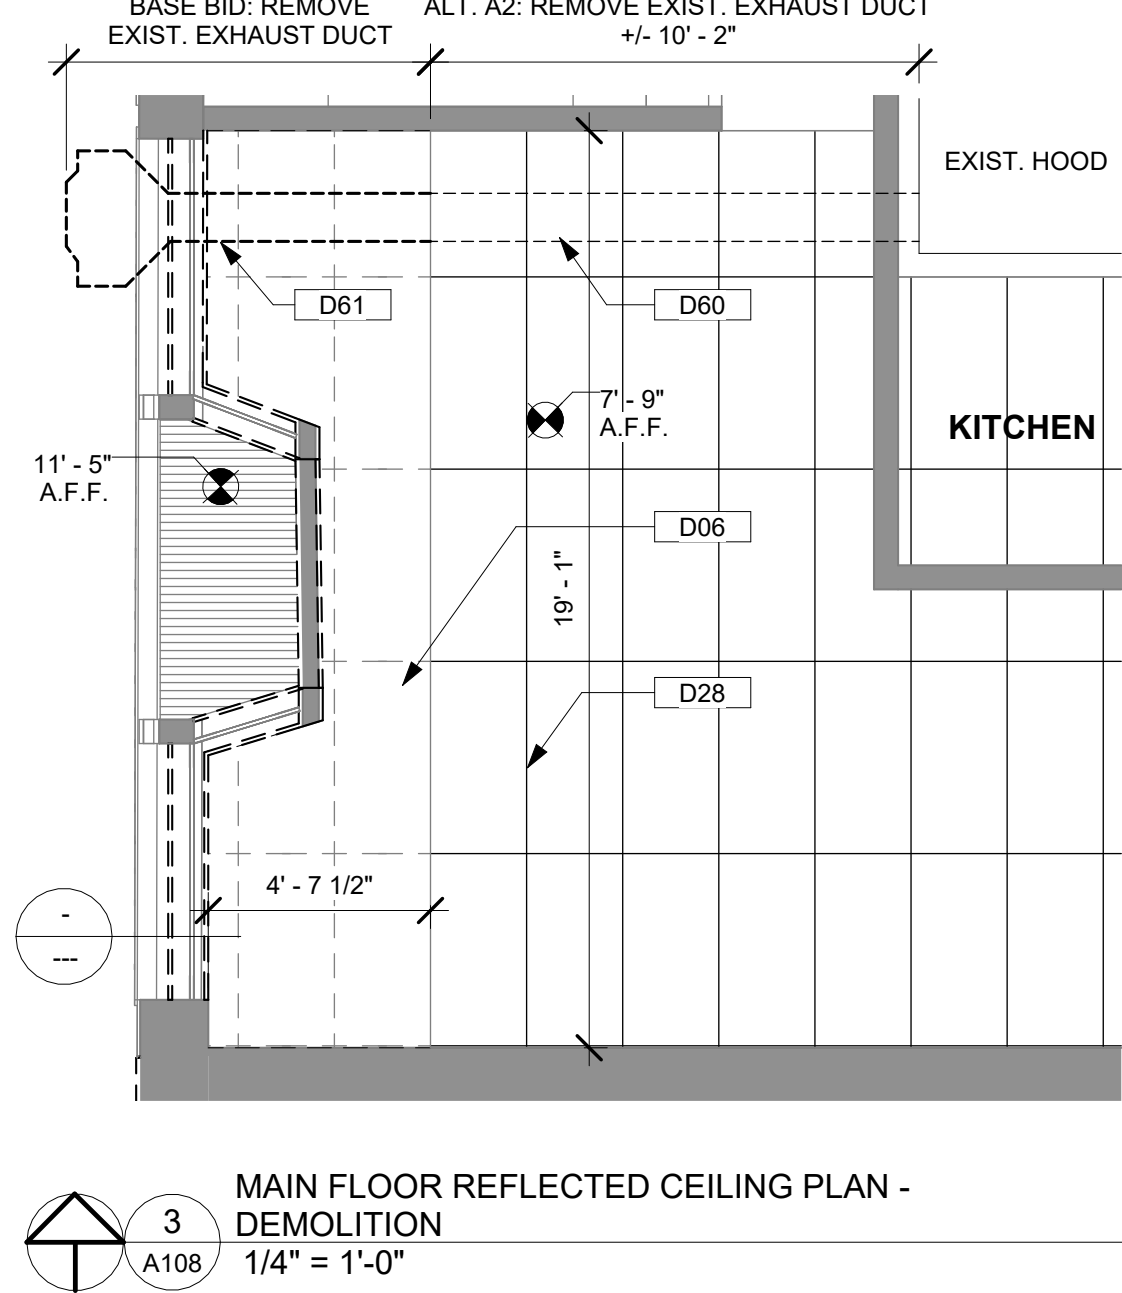 BASE BID: REMOVE
EXIST. EXHAUST DUCT
ALT. A2: REMOVE EXIST. EXHAUST DUCT
+/- 10' - 2"
EXIST. HOOD
D61
D60
7' - 9"
A.F.F.
KITCHEN
11' - 5"
A.F.F.
D06
19' - 1"
D28
4' - 7 1/2"
-
---
MAIN FLOOR REFLECTED CEILING PLAN -
DEMOLITION
3
A108
1/4" = 1'-0"